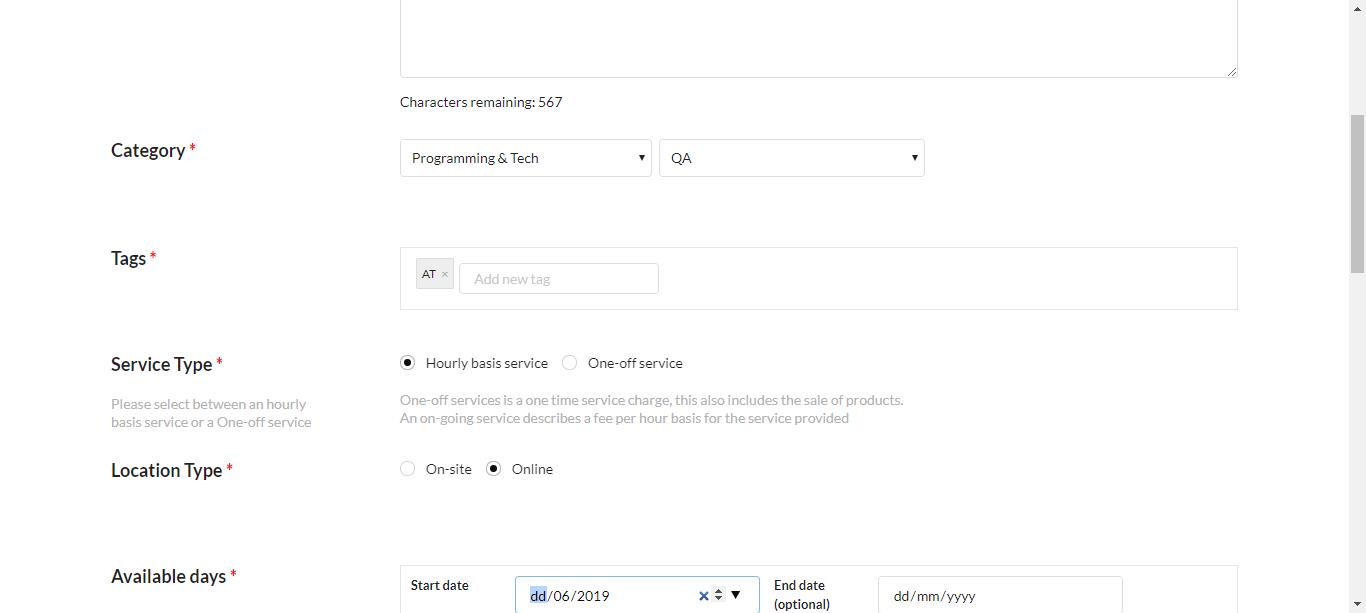 Characters remaining: 567
Category *
Programming & Tech
QA
Tags *
AT ×
Add new tag
Service Type *
Hourly basis service
One-off service
Please select between an hourly
basis service or a One-off service
One-off services is a one time service charge, this also includes the sale of products.
An on-going service describes a fee per hour basis for the service provided
Location Type *
On-site
Online
Available days *
Start date
dd/06/2019
End date
(optional)
dd/mm/yyyy